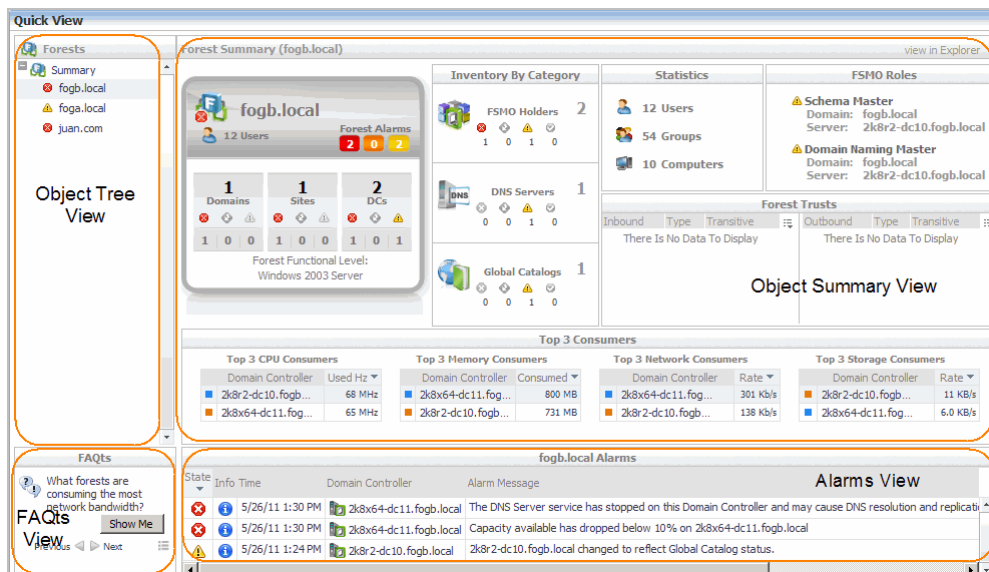 Quick View
Forests
Summary
fogb.local
foga.local
juan.com
Object Tree
View
Forest Summary (fogb.local)
view in Explorer
fogb.local
12 Users
Forest Alarms
2 0 2
1 1 2
Domains Sites DCs
1 0 0 1 0 0 1 0 1
Forest Functional Level:
Windows 2003 Server
Inventory By Category
FSMO Holders 2
1 0 1 0
DNS
DNS Servers 1
0 0 1 0
Global Catalogs 1
0 0 1 0
Statistics
12 Users
54 Groups
10 Computers
FSMO Roles
Schema Master
Domain: fogb.local
Server: 2k8r2-dc10.fogb.local
Domain Naming Master
Domain: fogb.local
Server: 2k8r2-dc10.fogb.local
Forest Trusts
Inbound Type Transitive Outbound Type Transitive
There Is No Data To Display There Is No Data To Display
Object Summary View
Top 3 Consumers
Top 3 CPU Consumers
Domain Controller Used Hz
2k8r2-dc10.fogb... 68 MHz
2k8x64-dc11.fog... 65 MHz
Top 3 Memory Consumers
Domain Controller Consumed
2k8x64-dc11.fog... 800 MB
2k8r2-dc10.fogb... 731 MB
Top 3 Network Consumers
Domain Controller Rate
2k8x64-dc11.fog... 301 Kb/s
2k8r2-dc10.fogb... 138 Kb/s
Top 3 Storage Consumers
Domain Controller Rate
2k8r2-dc10.fogb... 11 KB/s
2k8x64-dc11.fog... 6.0 KB/s
FAQts
What forests are
consuming the most
network bandwidth?
Show Me
FAQts
View
Previous Next
fogb.local Alarms
State Info Time Domain Controller Alarm Message
Alarms View
5/26/11 1:30 PM 2k8x64-dc11.fogb.local The DNS Server service has stopped on this Domain Controller and may cause DNS resolution and replicati
5/26/11 1:30 PM 2k8x64-dc11.fogb.local Capacity available has dropped below 10% on 2k8x64-dc11.fogb.local
5/26/11 1:24 PM 2k8r2-dc10.fogb.local 2k8r2-dc10.fogb.local changed to reflect Global Catalog status.